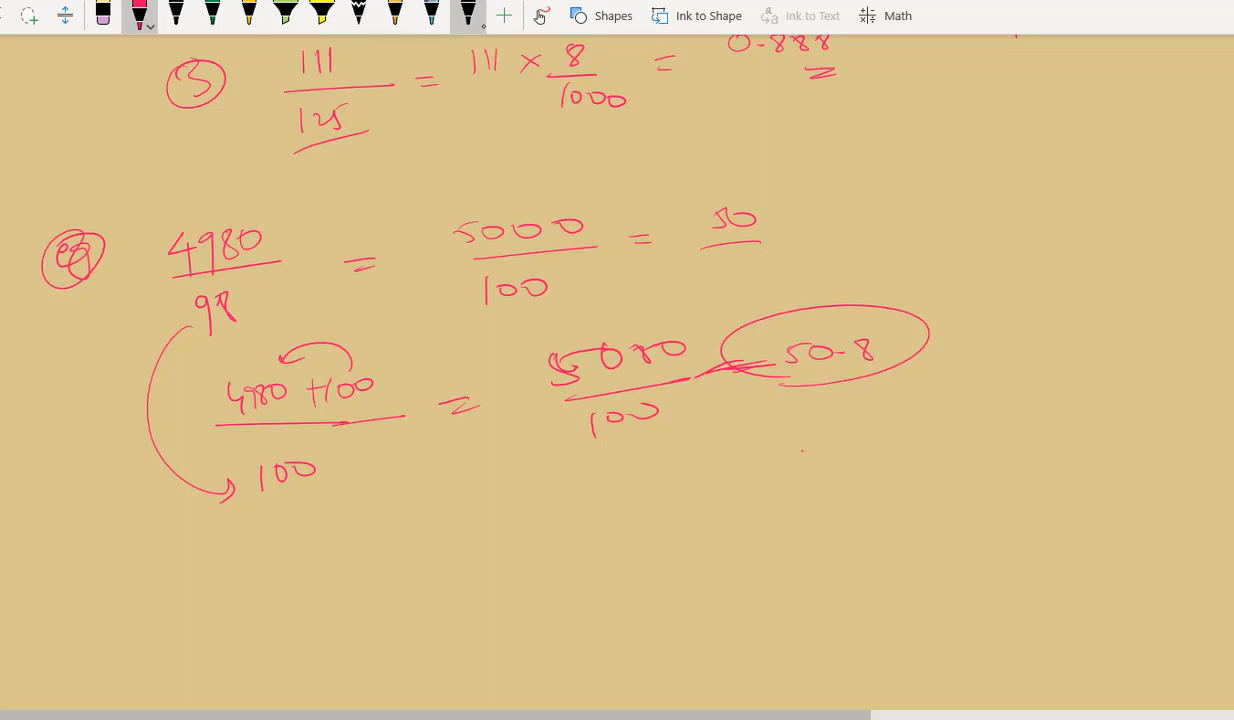 Shapes Ink to Shape Ink to Text Math
③ 111/125 = 111 × 8/1000 = 0.888
eg 4980/98 = 5000/100 = 50
4980+100/100 = 5080/100 = 50.8